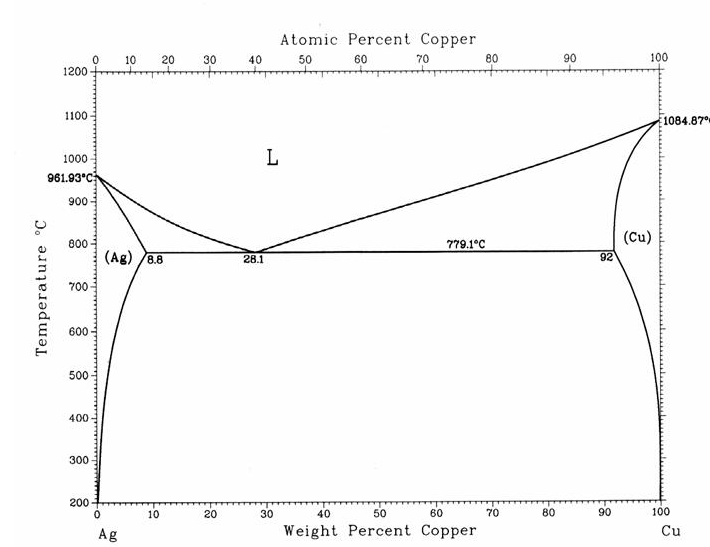 Atomic Percent Copper
0 10 20 30 40 50 60 70 80 90 100
1200
1100
1084.87°
1000
L
961.93°C
900
800
(Cu)
779.1°C
(Ag) 8.8 28.1 92
700
600
500
400
300
200
Temperature °C
0 10 20 30 40 50 60 70 80 90 100
Ag Weight Percent Copper Cu